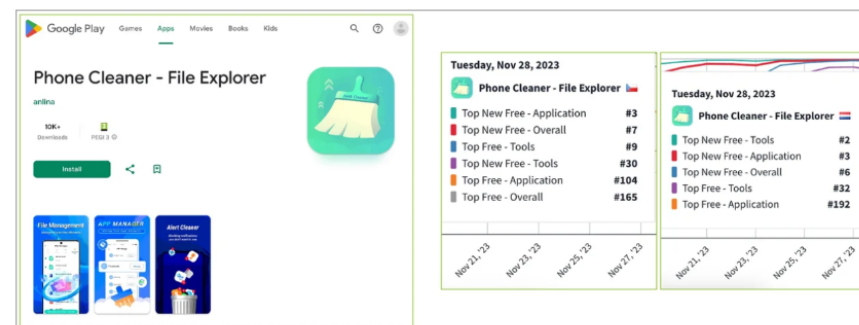 Google Play Games Apps Movies Books Kids
Phone Cleaner - File Explorer
anlina
10K+
Downloads
PEGI 3
Install
File Management
APP MANAGER
Alert Cleaner
Tuesday, Nov 28, 2023
Phone Cleaner - File Explorer
Top New Free - Application #3
Top New Free - Overall #7
Top Free - Tools #9
Top New Free - Tools #30
Top Free - Application #104
Top Free - Overall #165
Nov 21, '23
Nov 23, '23
Nov 25, '23
Nov 27, '23
Tuesday, Nov 28, 2023
Phone Cleaner - File Explorer
Top New Free - Tools #2
Top New Free - Application #3
Top New Free - Overall #6
Top Free - Tools #32
Top Free - Application #192
Nov 21, '23
Nov 23, '23
Nov 25, '23
Nov 27, '23